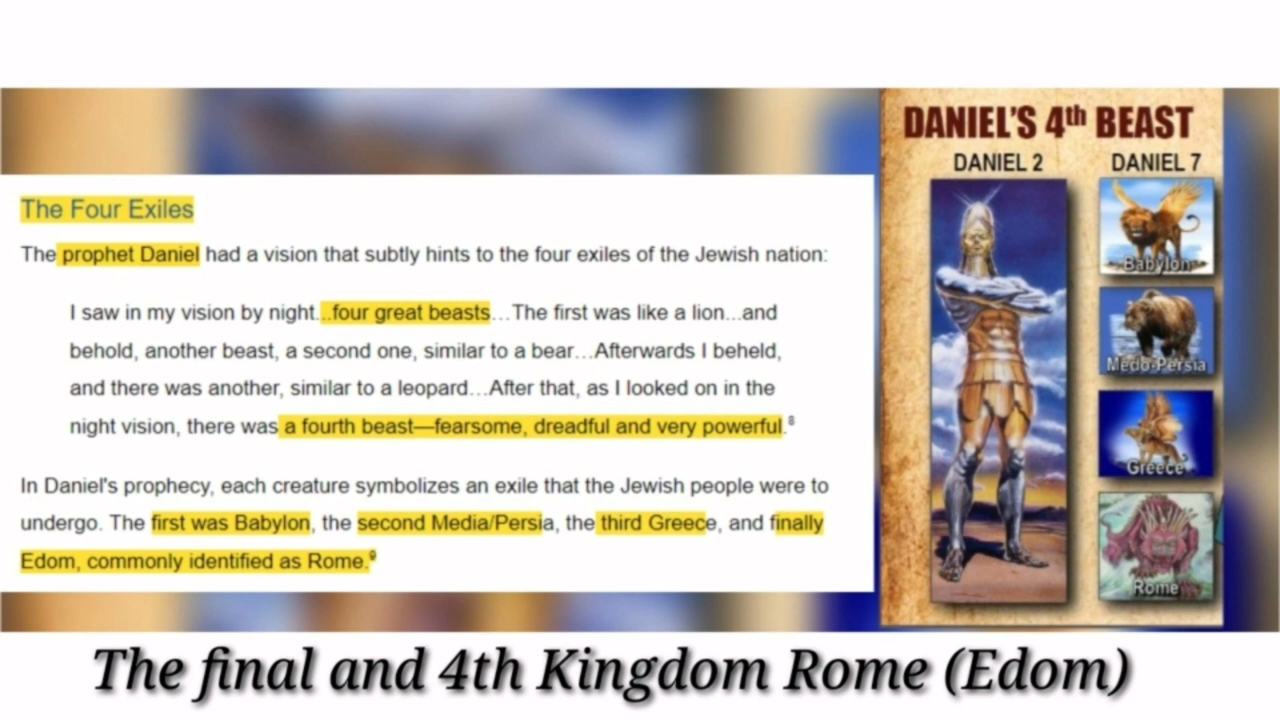 The Four Exiles
The prophet Daniel had a vision that subtly hints to the four exiles of the Jewish nation:
I saw in my vision by night...four great beasts…The first was like a lion...and
behold, another beast, a second one, similar to a bear…Afterwards I beheld,
and there was another, similar to a leopard…After that, as I looked on in the
night vision, there was a fourth beast—fearsome, dreadful and very powerful.⁸
In Daniel's prophecy, each creature symbolizes an exile that the Jewish people were to
undergo. The first was Babylon, the second Media/Persia, the third Greece, and finally
Edom, commonly identified as Rome.⁹
DANIEL'S 4th BEAST
DANIEL 2
DANIEL 7
Babylon
Medo-Persia
Greece
Rome
The final and 4th Kingdom Rome (Edom)